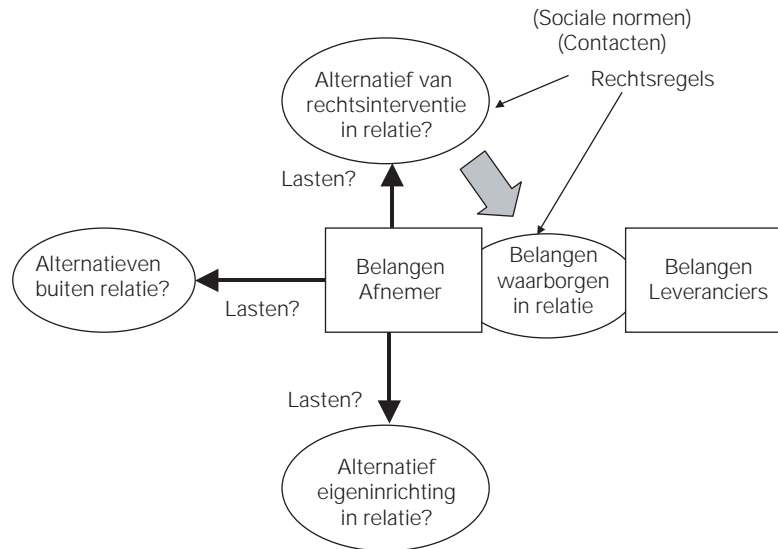 (Sociale normen)
(Contacten)
Rechtsregels
Alternatief van
rechtsinterventie
in relatie?
Lasten?
Alternatieven
buiten relatie?
Lasten?
Belangen
Afnemer
Belangen
waarborgen
in relatie
Belangen
Leveranciers
Lasten?
Alternatief
eigeninrichting
in relatie?